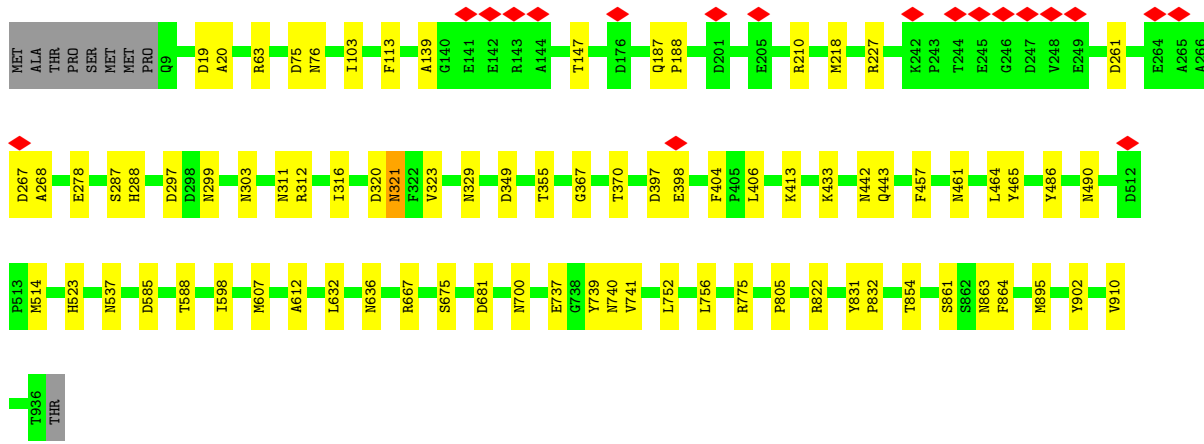 MET ALA THR PRO SER MET MET PRO Q9 D19 A20 R63 D75 N76 I103 F113 A139 G140 E141 E142 R143 A144 T147 D176 Q187 P188 D201 E205 R210 M218 R227 K242 P243 T244 E245 G246 D247 V248 E249 D261 E264 A265 A266
D267 A268 E278 S287 H288 D297 D298 N299 N303 N311 R312 I316 D320 N321 F322 V323 N329 D349 T355 G367 T370 D397 E398 F404 P405 L406 K413 K433 N442 Q443 F457 N461 L464 Y465 Y486 N490 D512
P513 M514 H523 N537 D585 T588 I598 M607 A612 L632 N636 R667 S675 D681 N700 E737 G738 Y739 N740 V741 L752 L756 R775 P805 R822 Y831 P832 T854 S861 S862 N863 F864 M895 Y902 V910
T936 THR